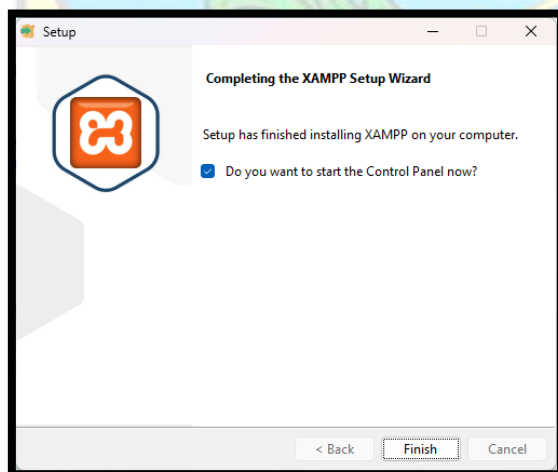 Setup
Completing the XAMPP Setup Wizard
Setup has finished installing XAMPP on your computer.
Do you want to start the Control Panel now?
< Back Finish Cancel